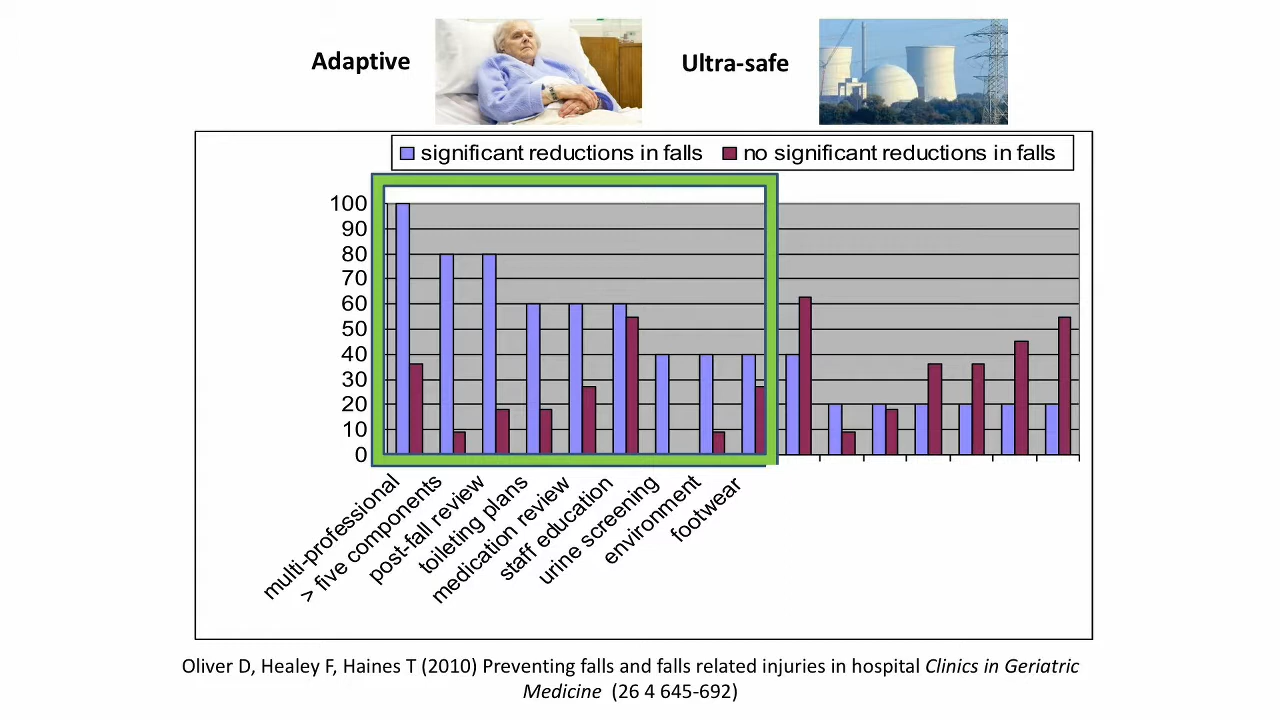 Adaptive
Ultra-safe
significant reductions in falls
no significant reductions in falls
100
90
80
70
60
50
40
30
20
10
0
multi-professional
> five components
post-fall review
toileting plans
medication review
staff education
urine screening
environment
footwear
Oliver D, Healey F, Haines T (2010) Preventing falls and falls related injuries in hospital Clinics in Geriatric
Medicine (26 4 645-692)